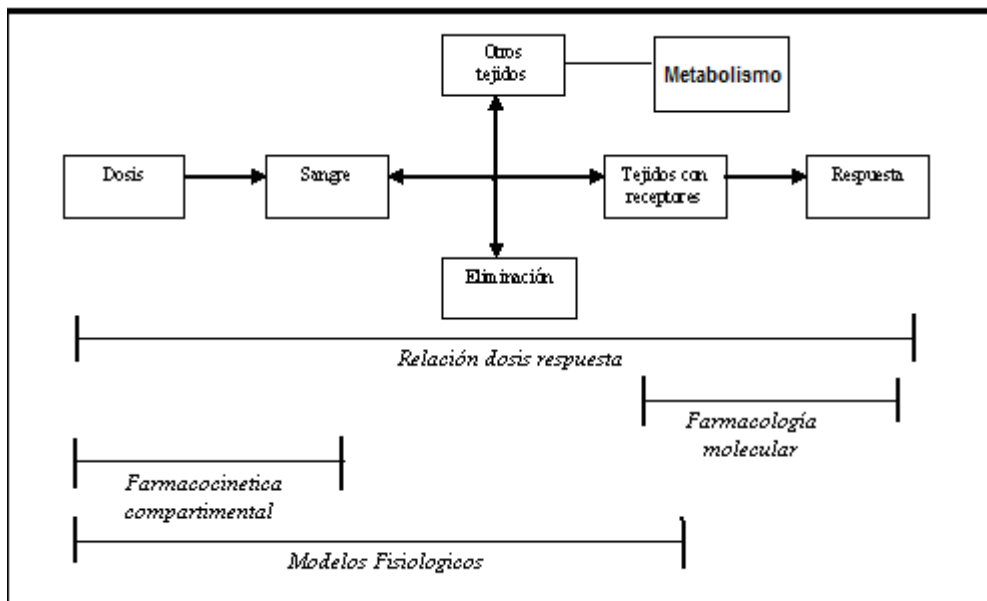 Otros
tejidos
Metabolismo
Dosis
Sangre
Tejidos con
receptores
Respuesta
Eliminación
Relación dosis respuesta
Farmacología
molecular
Farmacocinetica
compartimental
Modelos Fisiologicos